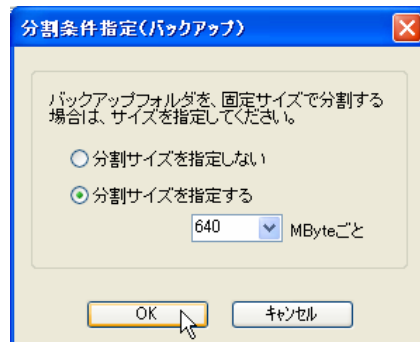 分割条件指定(バックアップ)
バックアップフォルダを、固定サイズで分割する
場合は、サイズを指定してください。
分割サイズを指定しない
分割サイズを指定する
640 MByteごと
OK キャンセル